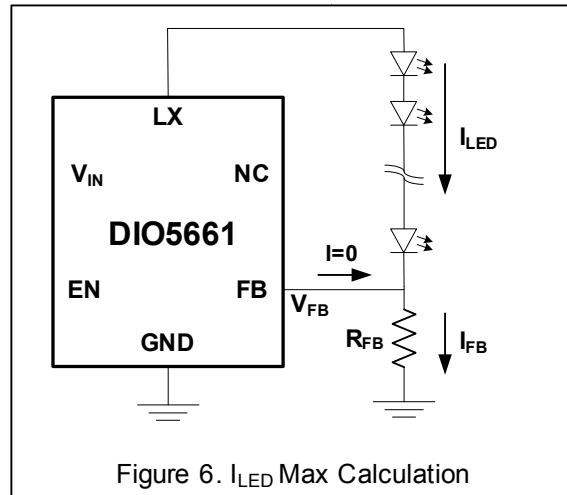 LX
I_LED
V_IN NC
DIO5661
I=0
EN FB
V_FB
GND
R_FB I_FB
Figure 6. I_LED Max Calculation